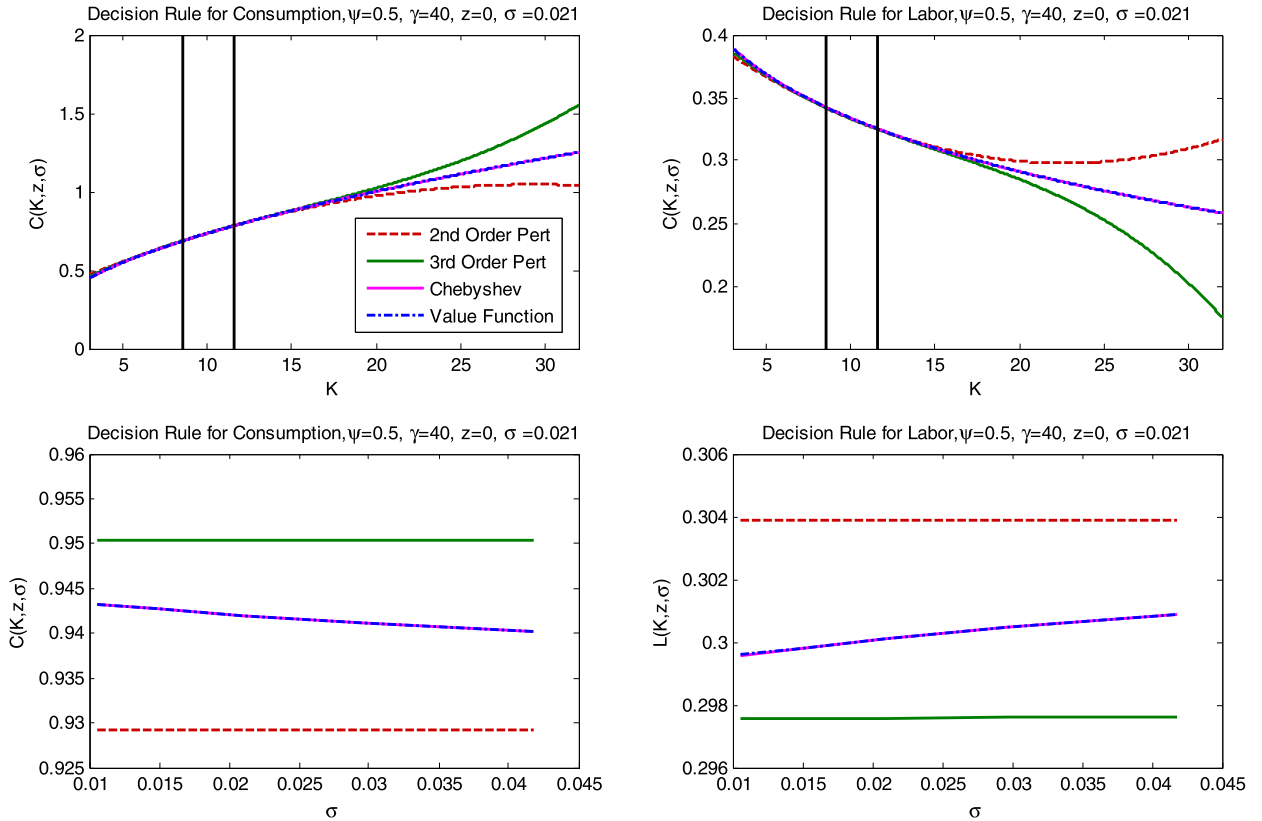 Decision Rule for Consumption,ψ=0.5, γ=40, z=0, σ =0.021
2
1.5
1
0.5
0
C(K,z,σ)
5 10 15 20 25 30
K
2nd Order Pert
3rd Order Pert
Chebyshev
Value Function
Decision Rule for Labor,ψ=0.5, γ=40, z=0, σ =0.021
0.4
0.35
0.3
0.25
0.2
C(K,z,σ)
5 10 15 20 25 30
K
Decision Rule for Consumption,ψ=0.5, γ=40, z=0, σ =0.021
0.96
0.955
0.95
0.945
0.94
0.935
0.93
0.925
C(K,z,σ)
0.01 0.015 0.02 0.025 0.03 0.035 0.04 0.045
σ
Decision Rule for Labor,ψ=0.5, γ=40, z=0, σ =0.021
0.306
0.304
0.302
0.3
0.298
0.296
L(K,z,σ)
0.01 0.015 0.02 0.025 0.03 0.035 0.04 0.045
σ